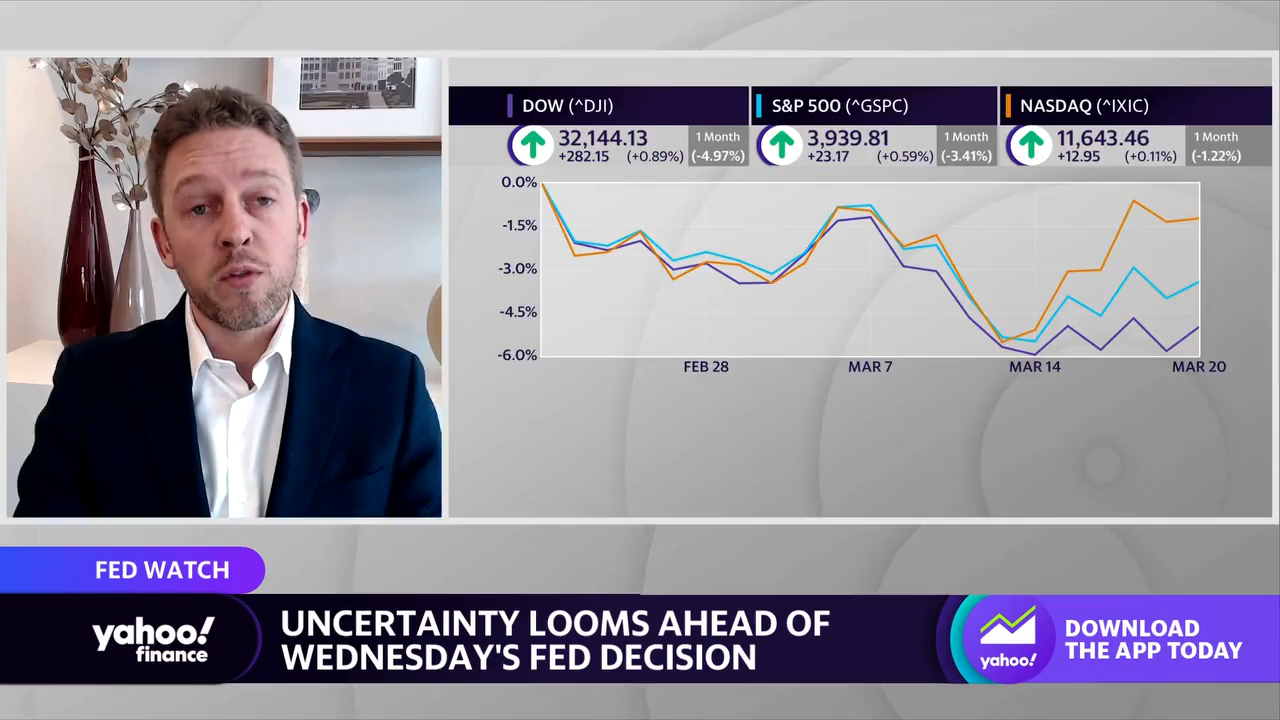 DOW (^DJI)
32,144.13
+282.15 (+0.89%)
1 Month
(-4.97%)
S&P 500 (^GSPC)
3,939.81
+23.17 (+0.59%)
1 Month
(-3.41%)
NASDAQ (^IXIC)
11,643.46
+12.95 (+0.11%)
1 Month
(-1.22%)
0.0%
-1.5%
-3.0%
-4.5%
-6.0%
FEB 28 MAR 7 MAR 14 MAR 20
FED WATCH
yahoo!
finance
UNCERTAINTY LOOMS AHEAD OF
WEDNESDAY'S FED DECISION
yahoo!
DOWNLOAD
THE APP TODAY